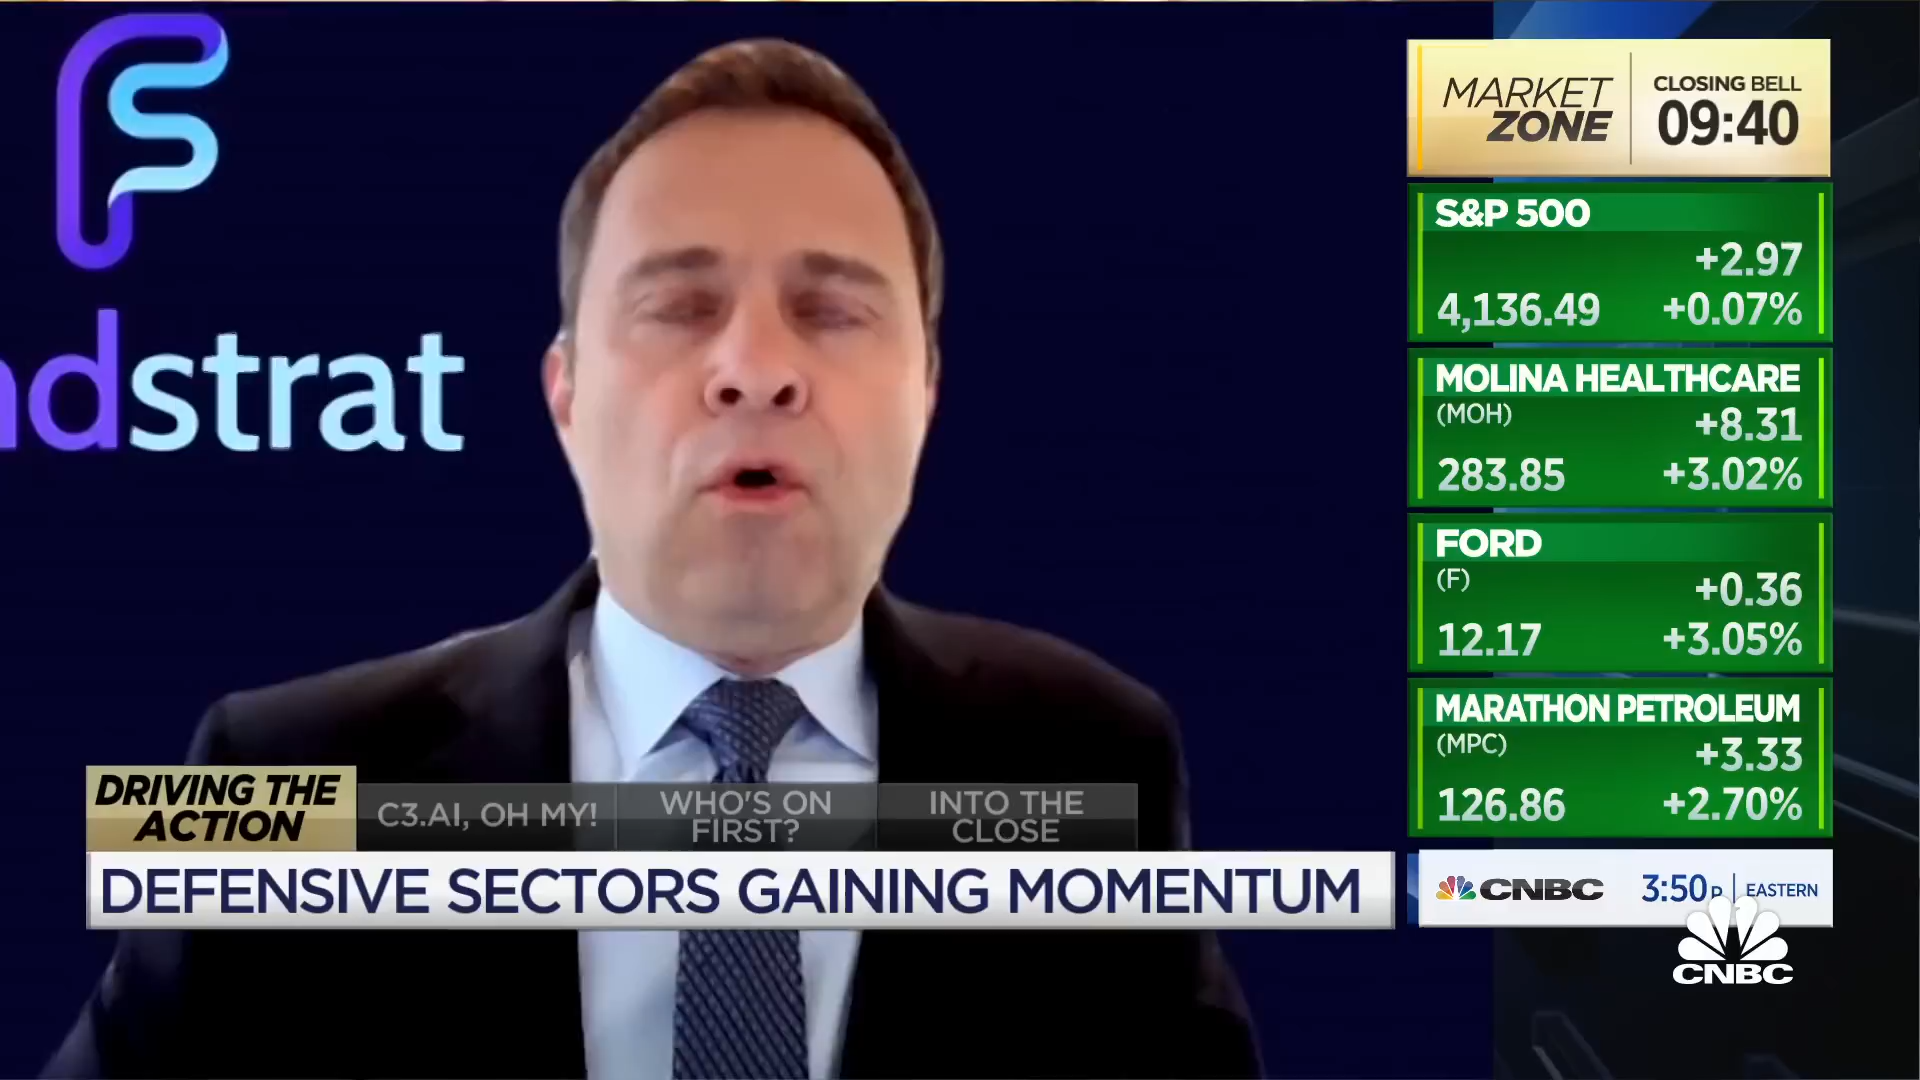 FS
ndstrat
MARKET
ZONE
CLOSING BELL
09:40
S&P 500
+2.97
4,136.49 +0.07%
MOLINA HEALTHCARE
(MOH) +8.31
283.85 +3.02%
FORD
(F) +0.36
12.17 +3.05%
MARATHON PETROLEUM
(MPC) +3.33
126.86 +2.70%
DRIVING THE
ACTION
C3.AI, OH MY!
WHO'S ON
FIRST?
INTO THE
CLOSE
DEFENSIVE SECTORS GAINING MOMENTUM
CNBC 3:50P EASTERN
CNBC